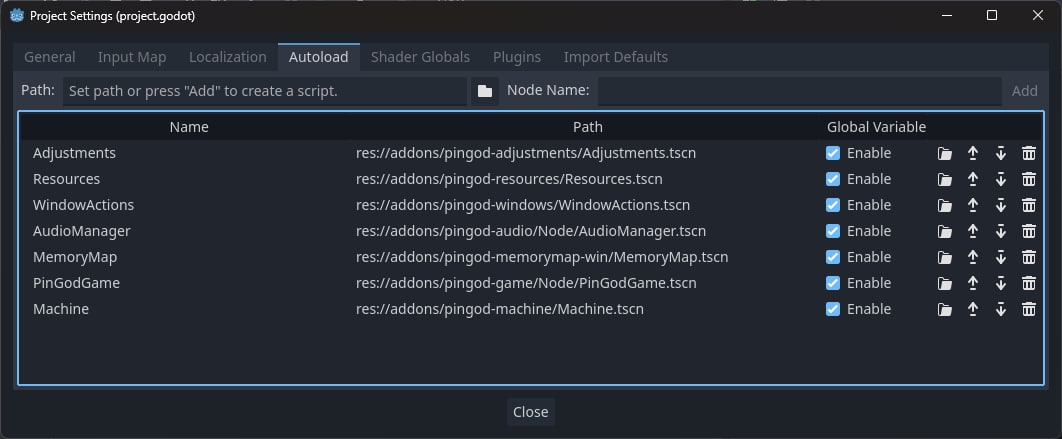 Project Settings (project.godot)
General Input Map Localization Autoload Shader Globals Plugins Import Defaults
Path: Set path or press "Add" to create a script. Node Name: Add
Name Path Global Variable
Adjustments res://addons/pingod-adjustments/Adjustments.tscn Enable
Resources res://addons/pingod-resources/Resources.tscn Enable
WindowActions res://addons/pingod-windows/WindowActions.tscn Enable
AudioManager res://addons/pingod-audio/Node/AudioManager.tscn Enable
MemoryMap res://addons/pingod-memorymap-win/MemoryMap.tscn Enable
PinGodGame res://addons/pingod-game/Node/PinGodGame.tscn Enable
Machine res://addons/pingod-machine/Machine.tscn Enable
Close